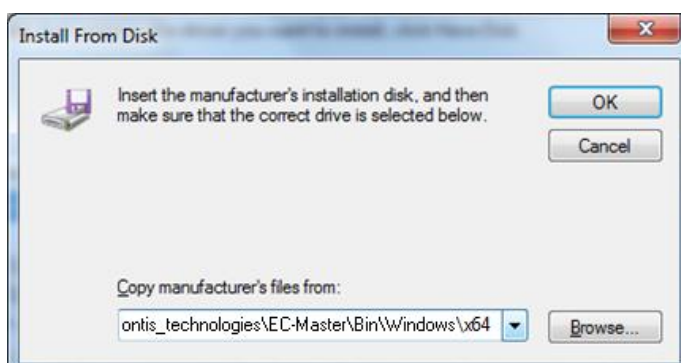 Install From Disk
Insert the manufacturer's installation disk, and then
make sure that the correct drive is selected below.
OK
Cancel
Copy manufacturer's files from:
ontis_technologies\EC-Master\Bin\Windows\x64
Browse...